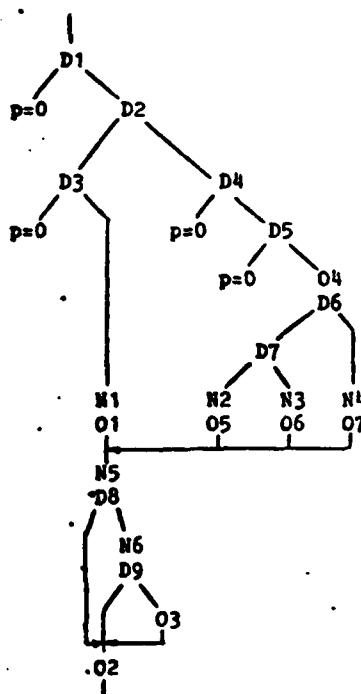 D1
p=0 D2
D3 D4
p=0 p=0 D5
p=0 O4
D6
D7
N1 N2 N3 N4
O1 O5 O6 O7
N5
D8
N6
D9
O3
O2